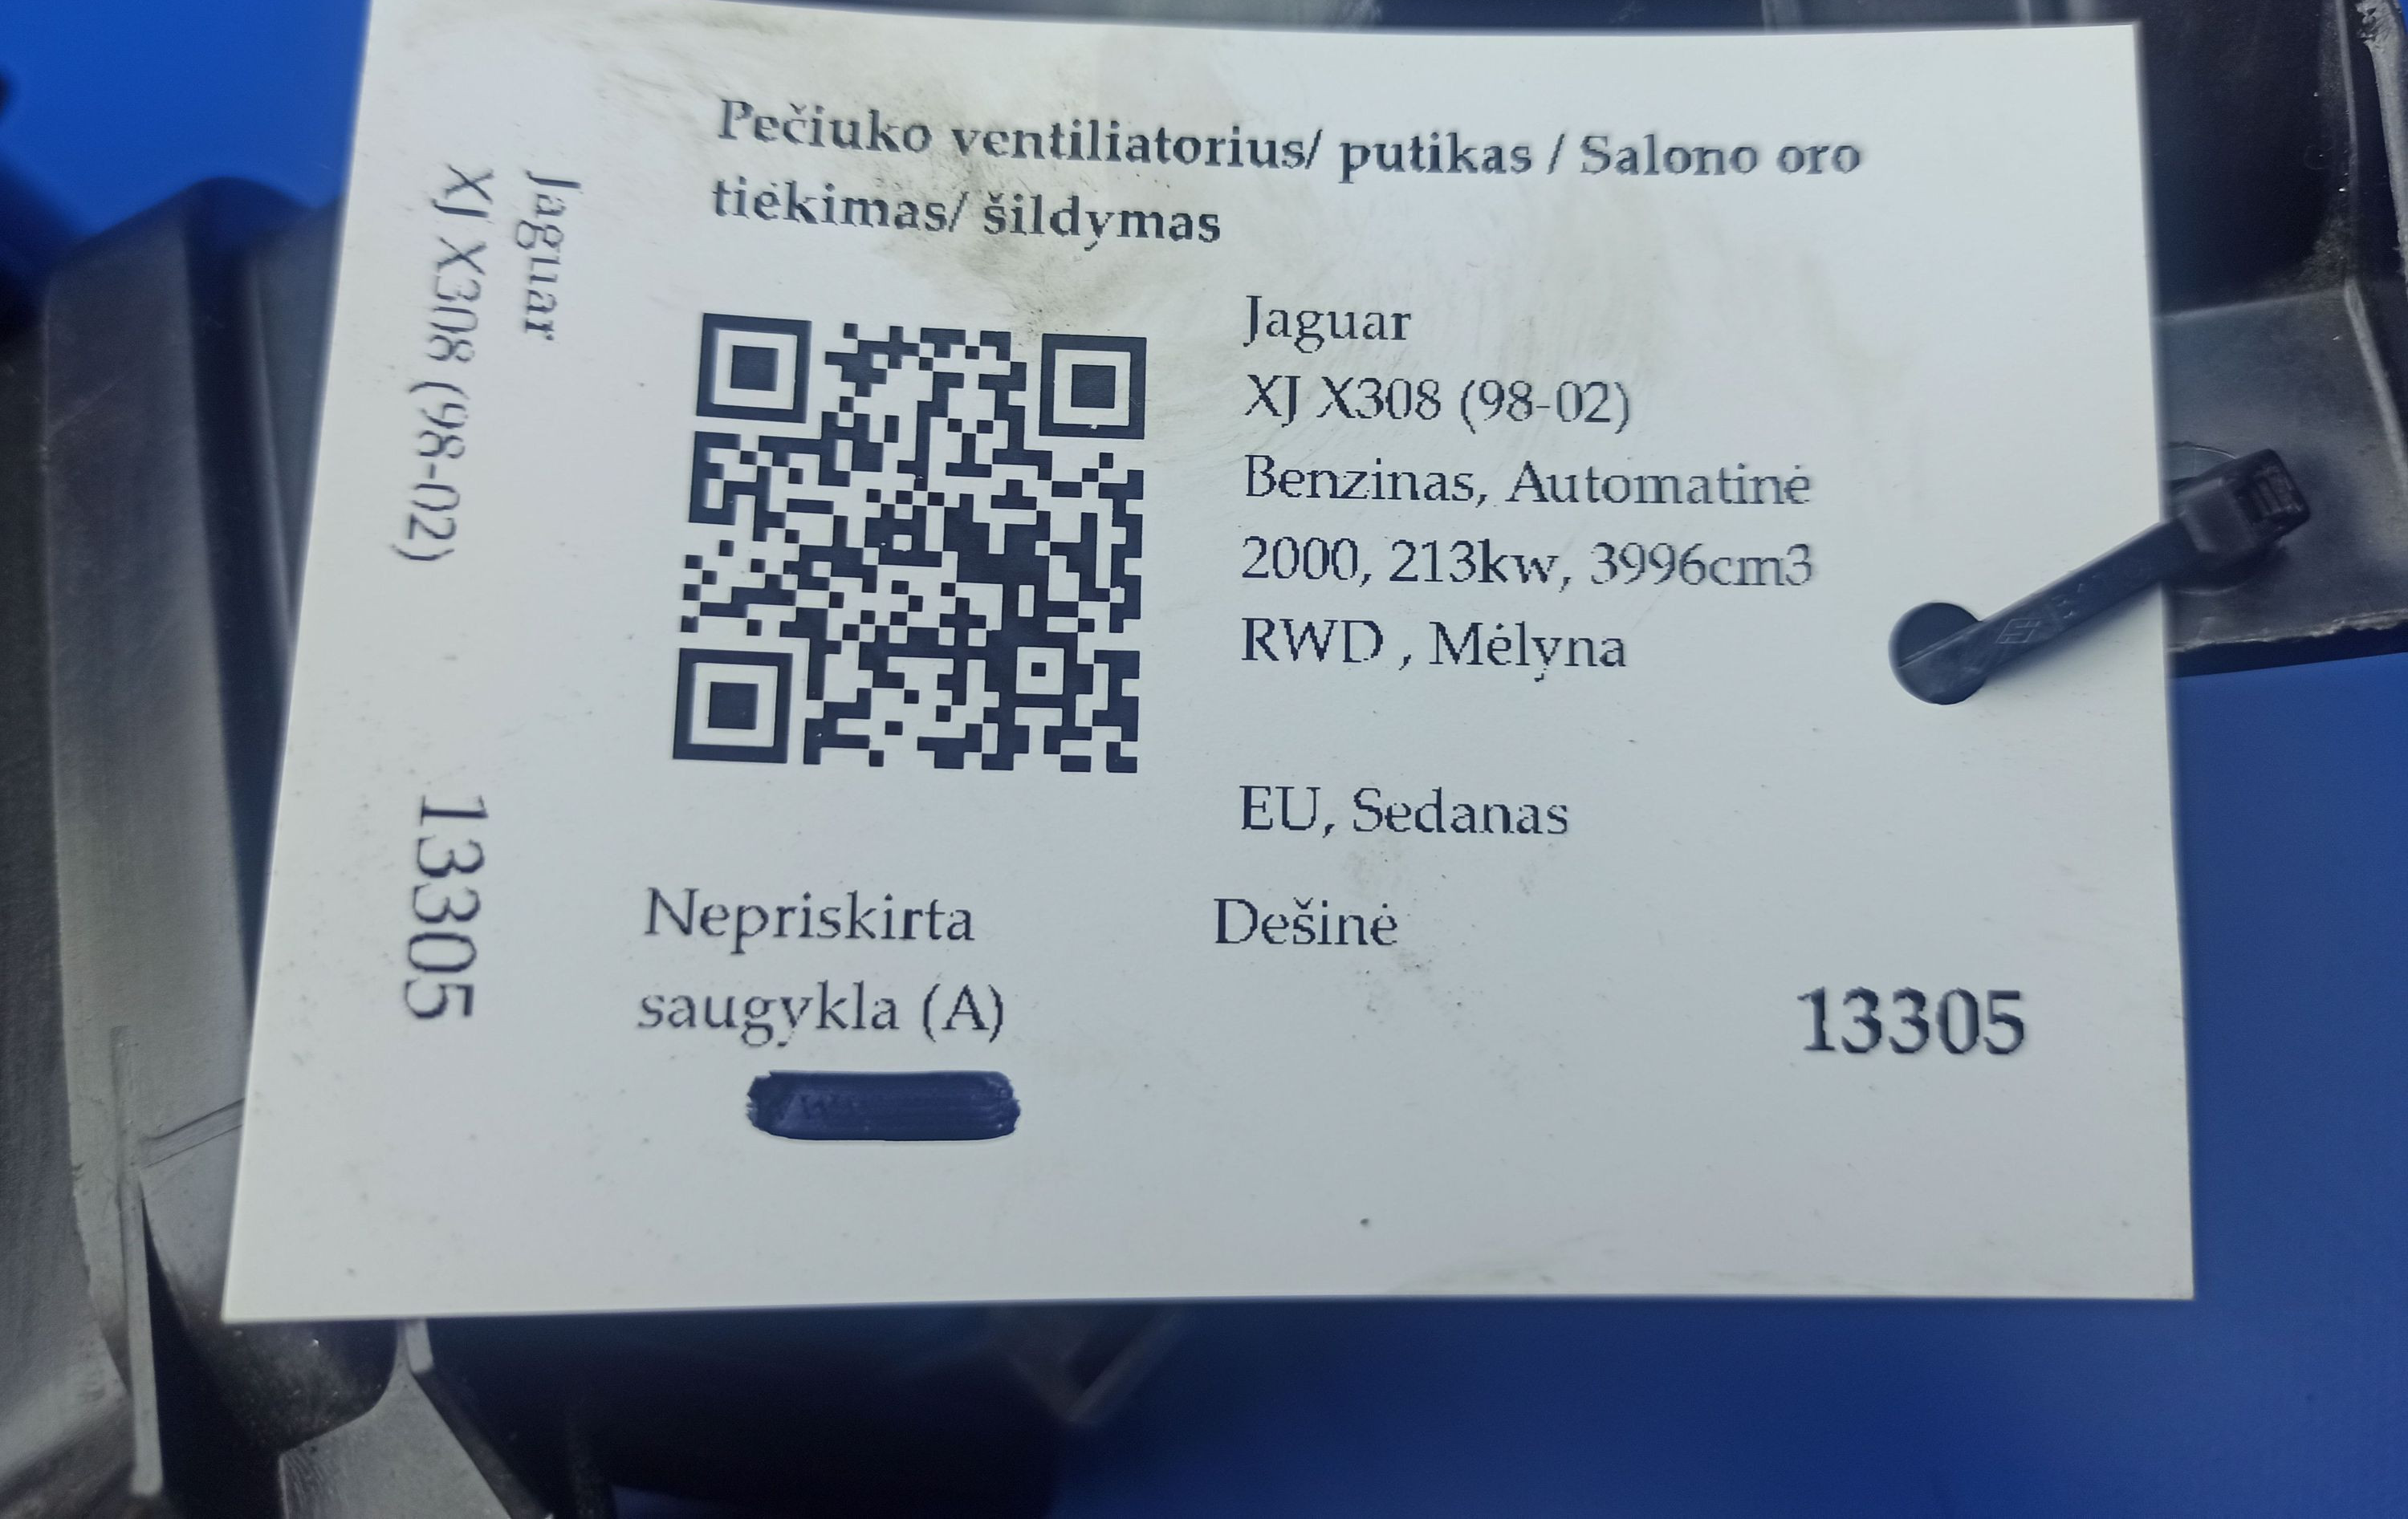 Pečiuko ventiliatorius/ putikas / Salono oro
tiekimas/ šildymas
Jaguar
XJ X308 (98-02)
Benzinas, Automatinė
2000, 213kw, 3996cm3
RWD , Mėlyna
EU, Sedanas
Nepriskirta
saugykla (A)
Dešinė
13305
Jaguar
XJ X308 (98-02)
13305